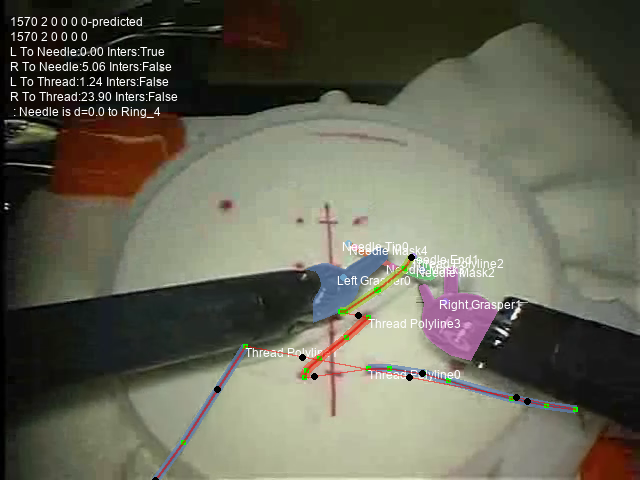 1570 2 0 0 0 0-predicted
1570 2 0 0 0 0
L To Needle:0.00 Inters:True
R To Needle:5.06 Inters:False
L To Thread:1.24 Inters:False
R To Thread:23.90 Inters:False
: Needle is d=0.0 to Ring_4
Needle Tip0
Needle Mask4
Needle End1
Thread Polyline2
Needle Mask2
Left Grasper0
Right Grasper1
Thread Polyline3
Thread
Thread Polyline0